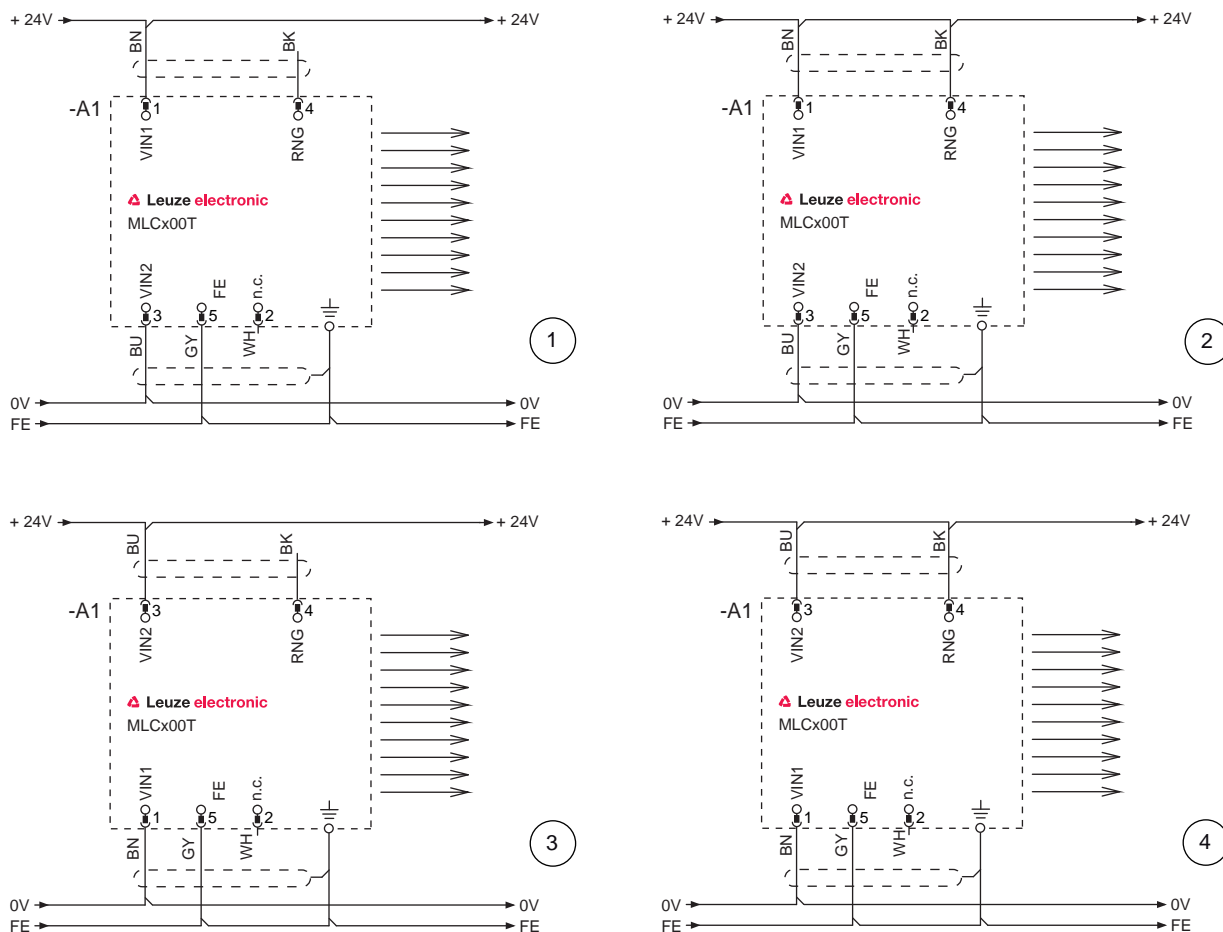 + 24V
+ 24V
BN
BK
-A1
1
4
VIN1
RNG
Leuze electronic
MLCx00T
VIN2
FE
n.c.
3
5
2
BU
GY
WH
1
0V
0V
FE
FE
+ 24V
+ 24V
BN
BK
-A1
1
4
VIN1
RNG
Leuze electronic
MLCx00T
VIN2
FE
n.c.
3
5
2
BU
GY
WH
2
0V
0V
FE
FE
+ 24V
+ 24V
BU
BK
-A1
3
4
VIN2
RNG
Leuze electronic
MLCx00T
VIN1
FE
n.c.
1
5
2
BN
GY
WH
3
0V
0V
FE
FE
+ 24V
+ 24V
BU
BK
-A1
3
4
VIN2
RNG
Leuze electronic
MLCx00T
VIN1
FE
n.c.
1
5
2
BN
GY
WH
4
0V
0V
FE
FE